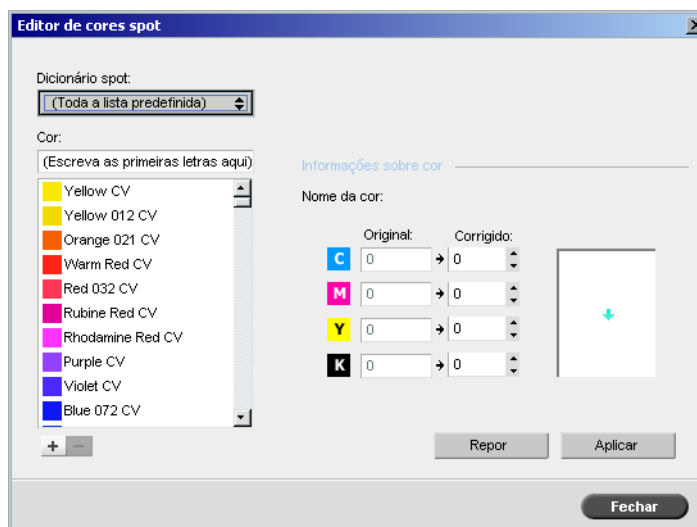 Editor de cores spot
Dicionário spot:
(Toda a lista predefinida)
Cor:
(Escreva as primeiras letras aqui)
Yellow CV
Yellow 012 CV
Orange 021 CV
Warm Red CV
Red 032 CV
Rubine Red CV
Rhodamine Red CV
Purple CV
Violet CV
Blue 072 CV
Informações sobre cor
Nome da cor:
Original: Corrigido:
C 0 0
M 0 0
Y 0 0
K 0 0
Repor Aplicar
Fechar